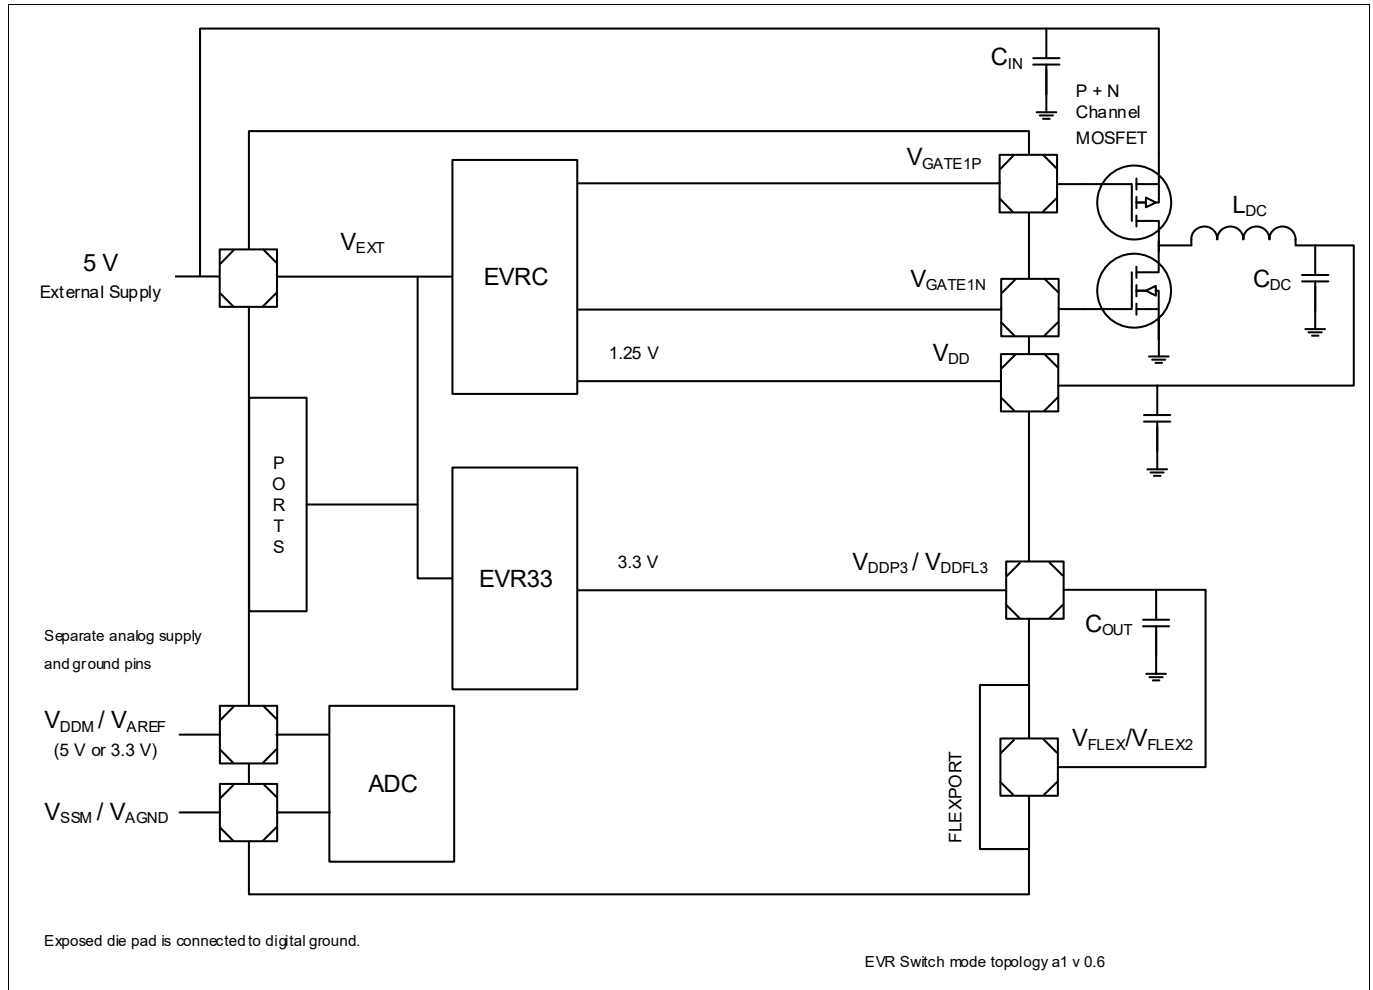 C_IN
P + N
Channel
MOSFET
V_GATE1P
L_DC
V_EXT
5 V
External Supply
EVRC
V_GATE1N
C_DC
1.25 V
V_DD
P
O
R
T
S
EVR33
3.3 V
V_DDP3 / V_DDFL3
C_OUT
Separate analog supply
and ground pins
V_DDM / V_AREF
(5 V or 3.3 V)
ADC
V_SSM / V_AGND
FLEXPORT
V_FLEX/V_FLEX2
Exposed die pad is connected to digital ground.
EVR Switch mode topology a1 v 0.6